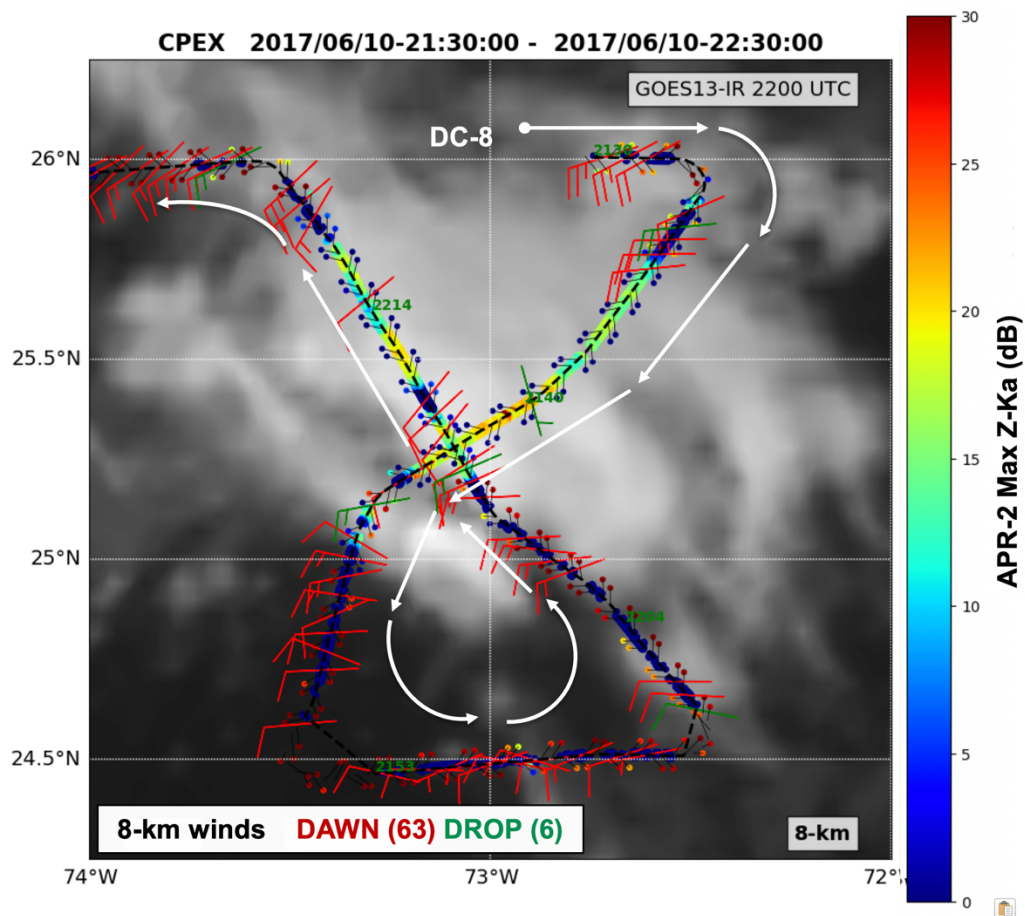 CPEX 2017/06/10-21:30:00 - 2017/06/10-22:30:00
GOES13-IR 2200 UTC
DC-8
26°N
25.5°N
25°N
24.5°N
74°W
73°W
72°
2214
2153
8-km winds DAWN (63) DROP (6)
8-km
30
25
20
15
10
5
0
APR-2 Max Z-Ka (dB)